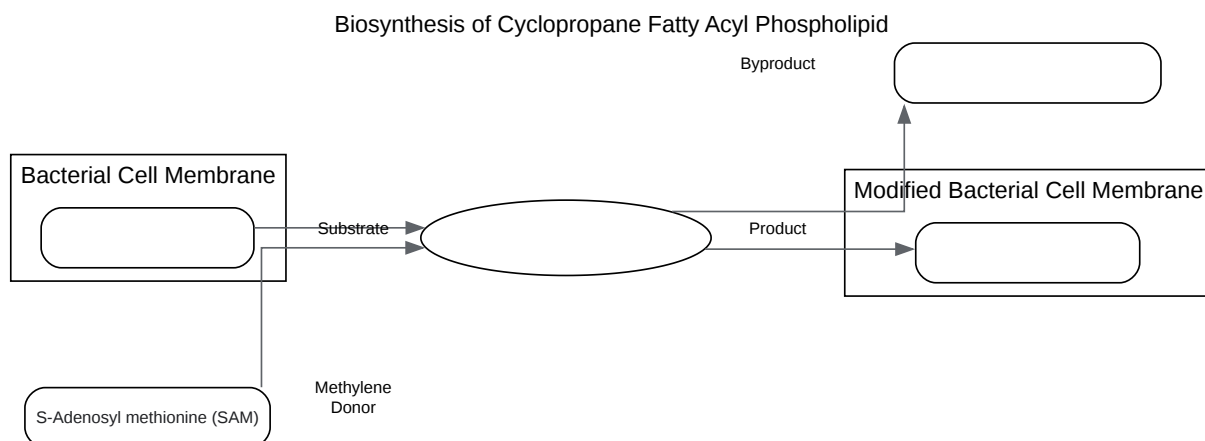 Biosynthesis of Cyclopropane Fatty Acyl Phospholipid
Byproduct
Bacterial Cell Membrane
Modified Bacterial Cell Membrane
Substrate
Product
Methylene
Donor
S-Adenosyl methionine (SAM)